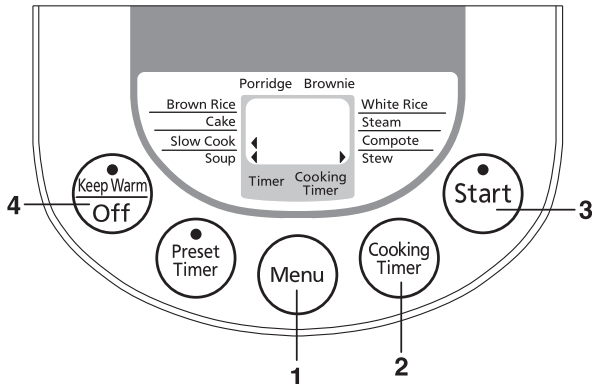 Porridge Brownie
Brown Rice
White Rice
Cake
Steam
Slow Cook
Compote
Soup
Stew
Timer
Cooking
Timer
Keep Warm
Off
4
Start
3
Preset
Timer
Menu
Cooking
Timer
1
2